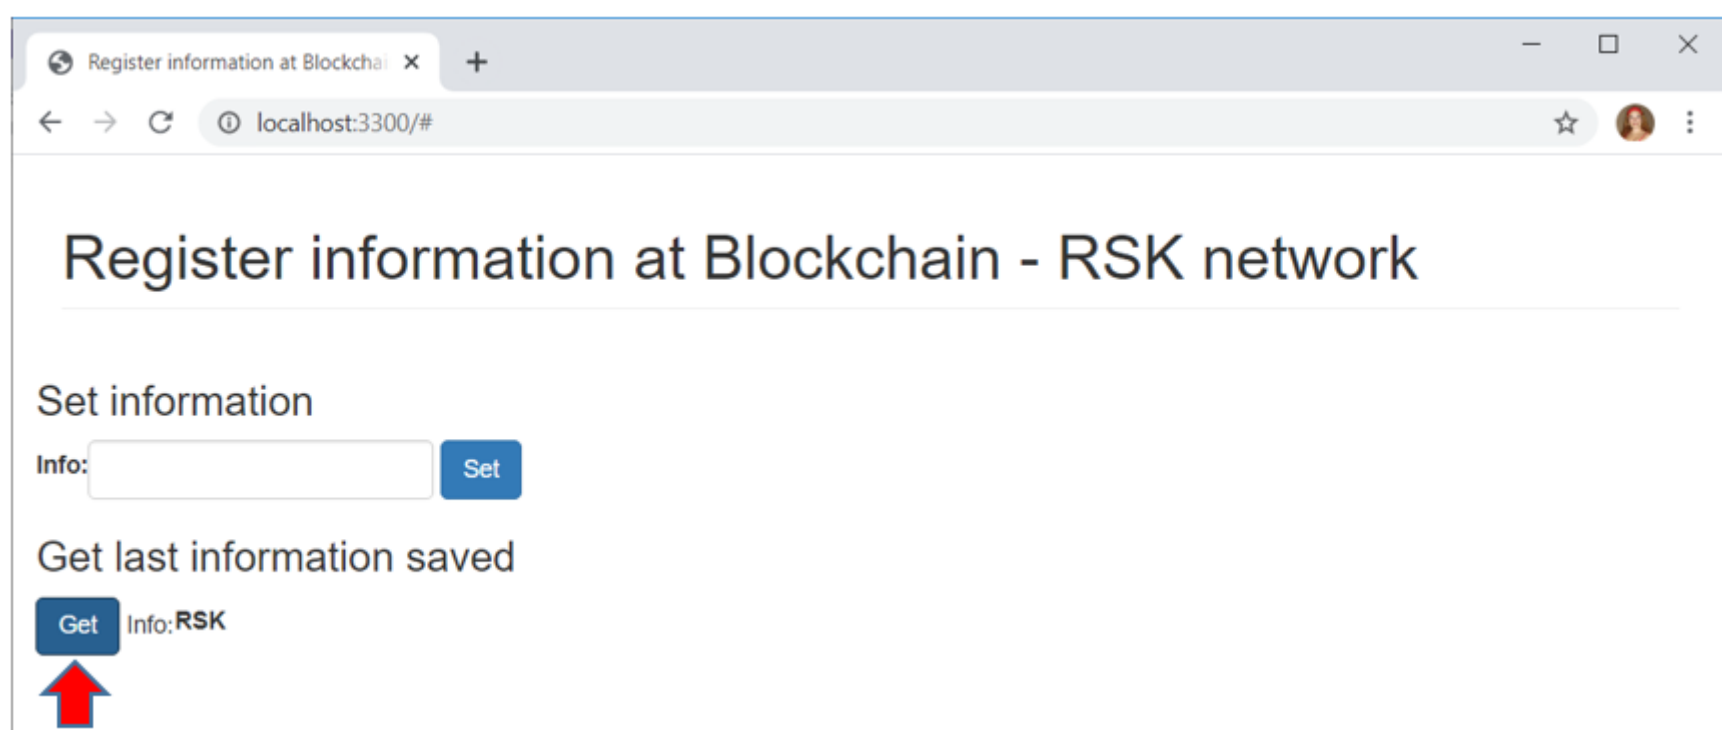 Register information at Blockchai
localhost:3300/#
Register information at Blockchain - RSK network
Set information
Info: Set
Get last information saved
Get Info:RSK